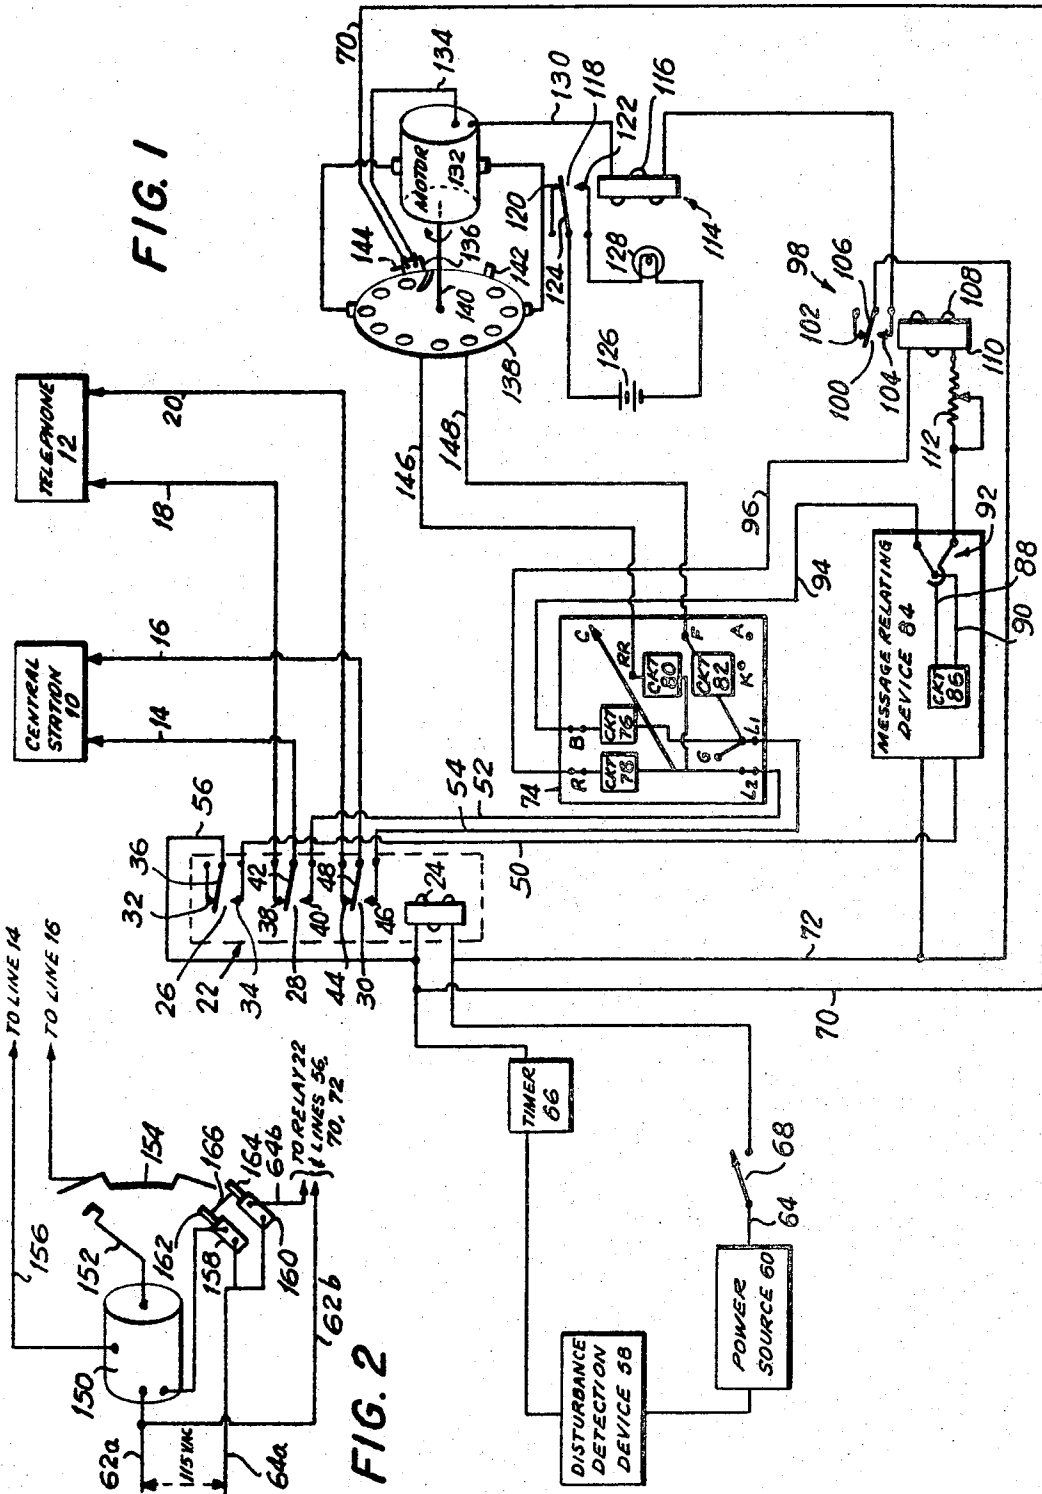 FIG. 1
TELEPHONE
12
CENTRAL
STATION
10
20
18
16
14
70
134
MOTOR
132
144
136
140
142
138
130
118
116
120
122
124
128
114
126
146
148
98
102
106
100
104
108
110
112
96
94
92
88
90
MESSAGE RELATING
DEVICE 84
CKT
86
74
C
RR
F
A
K
B
R
G
L1
L2
CKT
80
CKT
82
CKT
76
CKT
78
54
52
50
56
36
32
42
38
48
40
46
24
26
22
34
28
44
30
72
70
TIMER
66
68
64
POWER
SOURCE 60
DISTURBANCE
DETECTION
DEVICE 58
FIG. 2
TO LINE 14
TO LINE 16
156
154
152
150
166
164
162
158
160
64b
TO RELAY 22
& LINES 56,
70, 72
62b
62a
115 VAC
64a